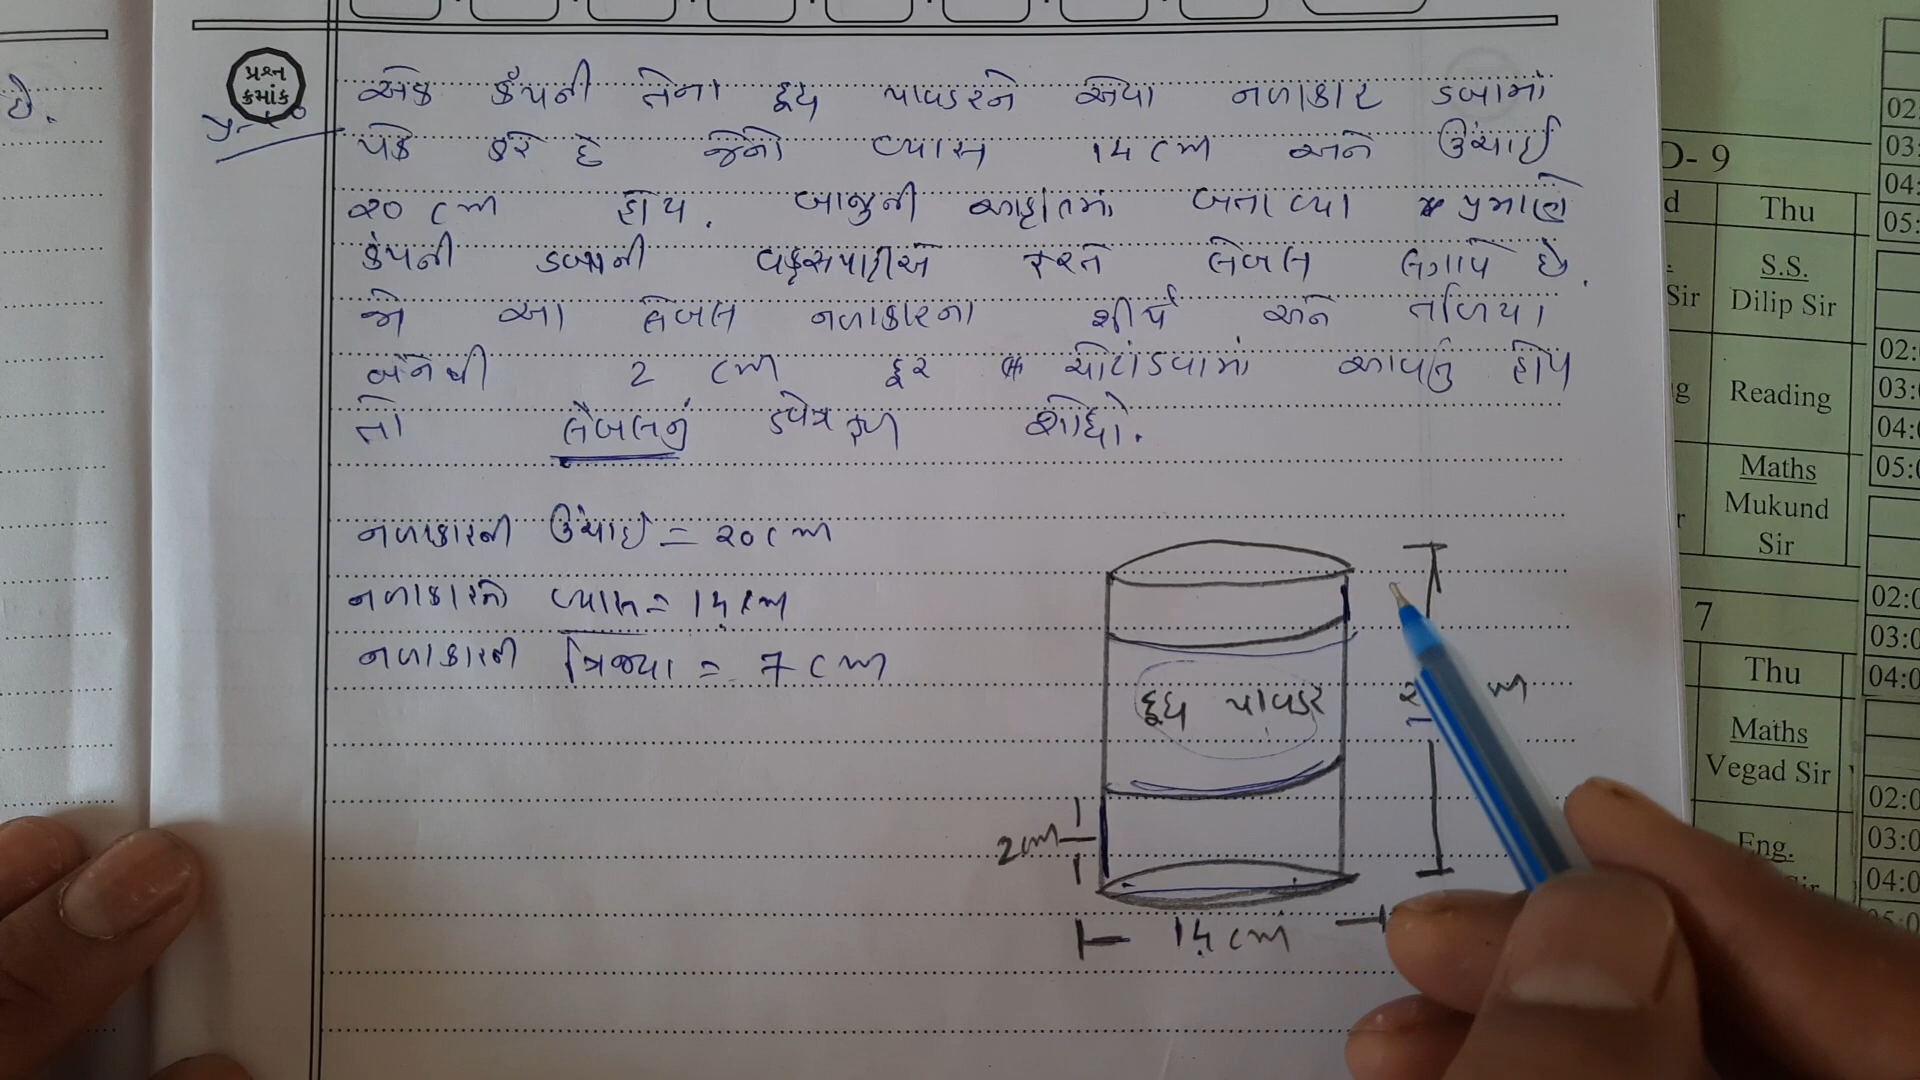 છે.
પ્રશ્ન
ક્રમાંક
એક કંપની તેના દૂધ પાવડરને એવા નળાકાર ડબામાં
પેક કરે છે જેનો વ્યાસ 14 cm અને ઉંચાઈ
20 cm હોય. બાજુની આકૃતિમાં બતાવ્યા પ્રમાણે
કંપની ડબાની વક્રસપાટીએ ફરતે લેબલ લગાવે છે.
જો આ લેબલ નળાકારના શીર્ષ અને તળિયા
બંનેથી 2 cm દૂર ચોટાડવામાં આવતું હોય
તો લેબલનું ક્ષેત્રફળ શોધો.
નળાકારની ઉંચાઈ = 20 cm
નળાકારનો વ્યાસ = 14 cm
નળાકારની ત્રિજ્યા = 7 cm
દૂધ પાવડર
2 cm
14 cm
D- 9
Thu
S.S.
Sir Dilip Sir
Reading
Maths
Mukund
Sir
7
Thu
Maths
Vegad Sir
Eng.